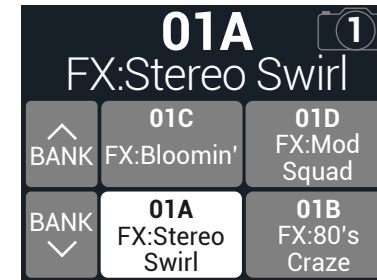 01A
1
FX:Stereo Swirl
BANK
01C
FX:Bloomin'
01D
FX:Mod
Squad
BANK
01A
FX:Stereo
Swirl
01B
FX:80's
Craze